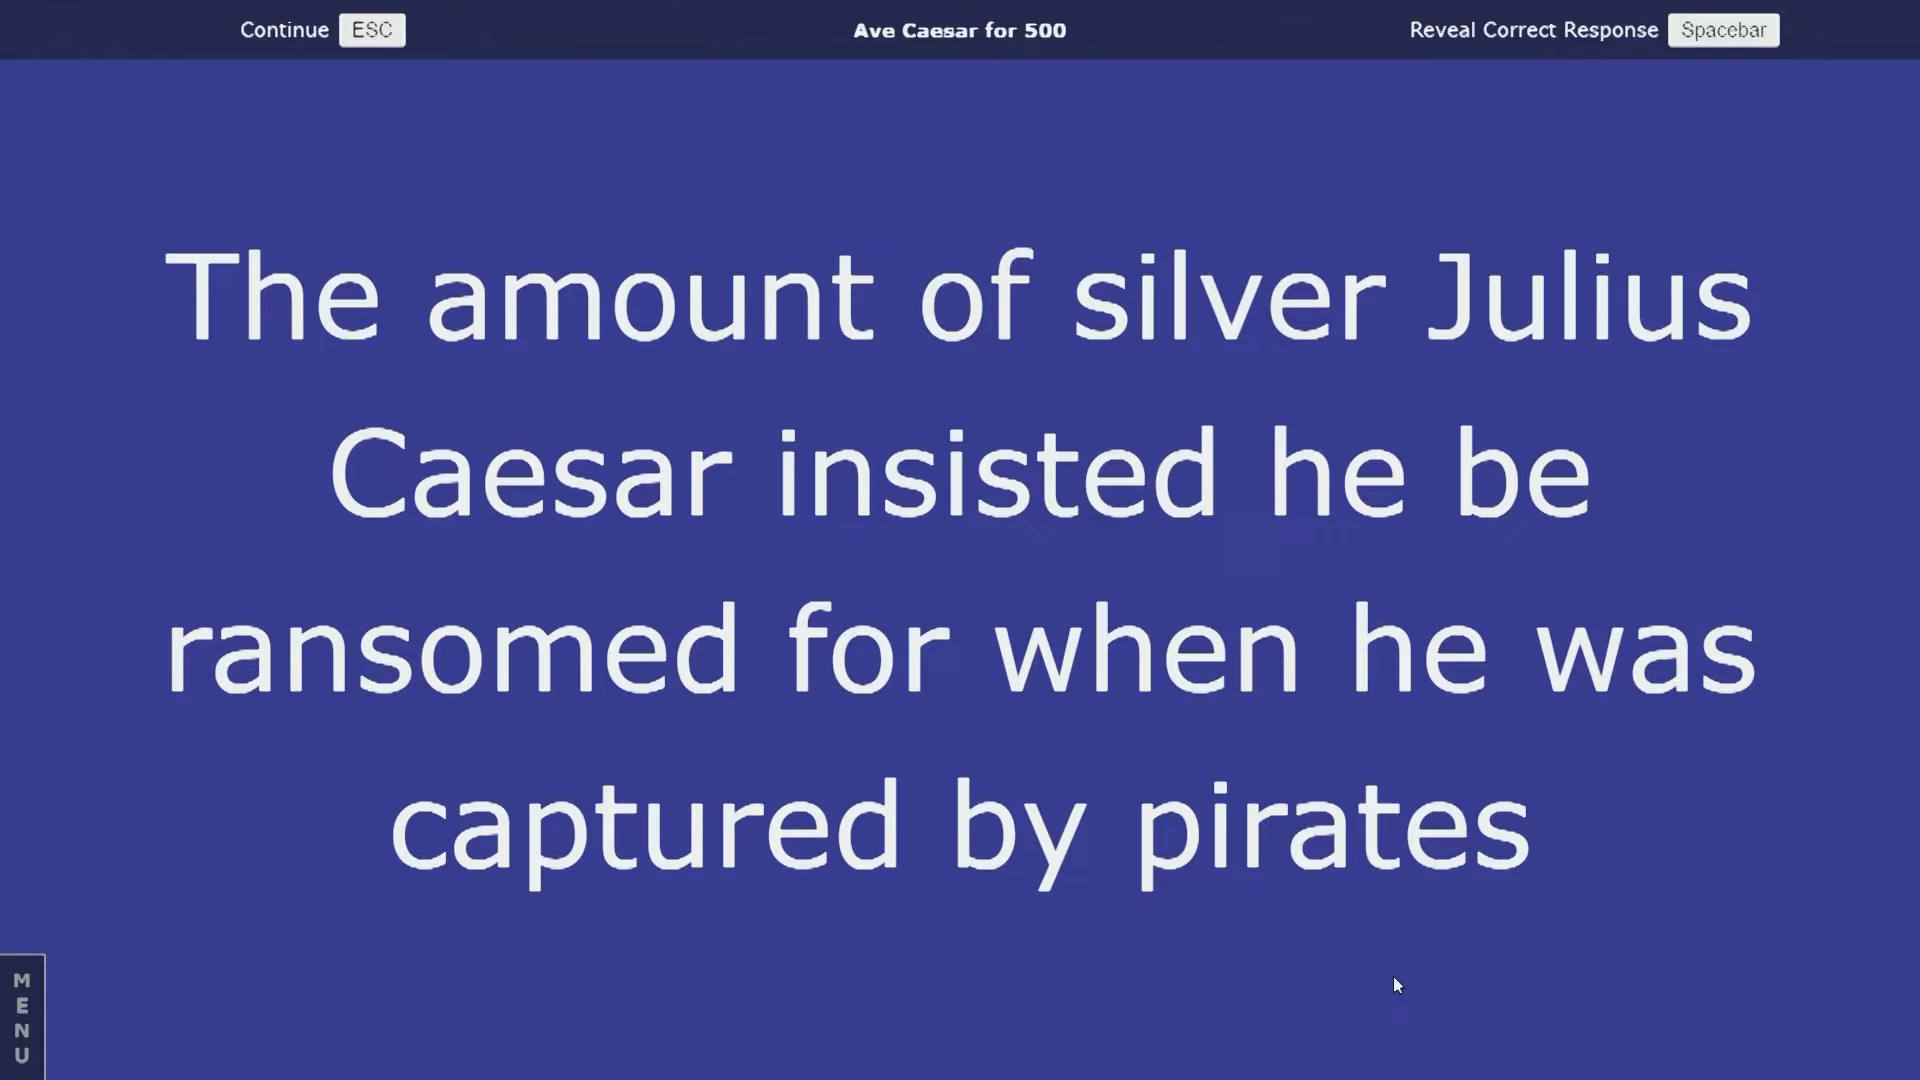 Continue ESC
Ave Caesar for 500
Reveal Correct Response Spacebar
The amount of silver Julius
Caesar insisted he be
ransomed for when he was
captured by pirates
MENU